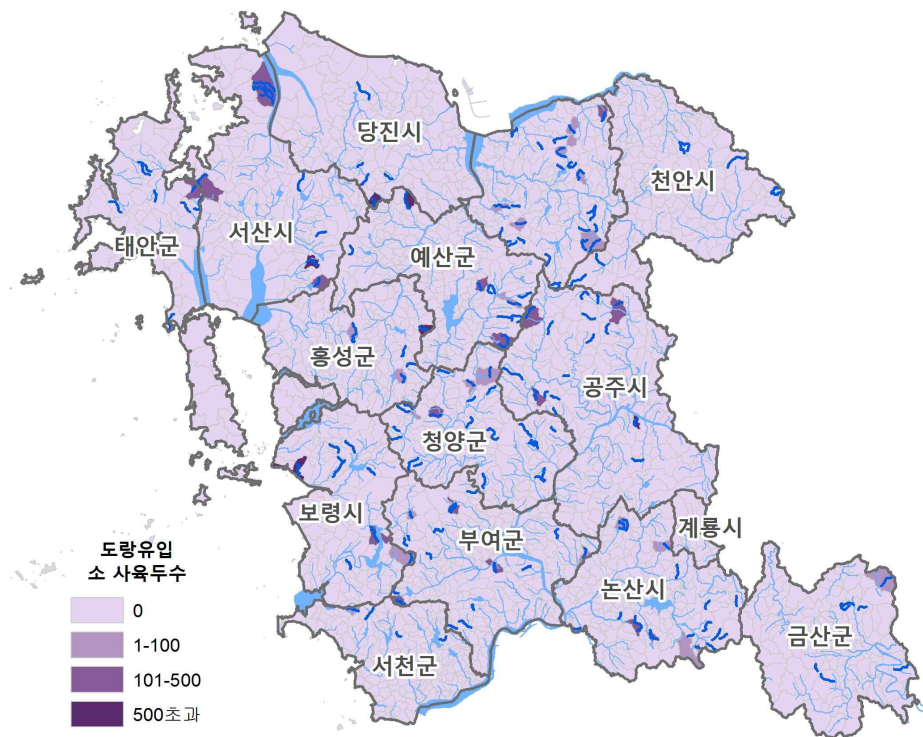 당진시
천안시
서산시
태안군
예산군
홍성군
공주시
청양군
보령시
부여군
계룡시
논산시
금산군
서천군
도랑유입
소 사육두수
0
1-100
101-500
500초과